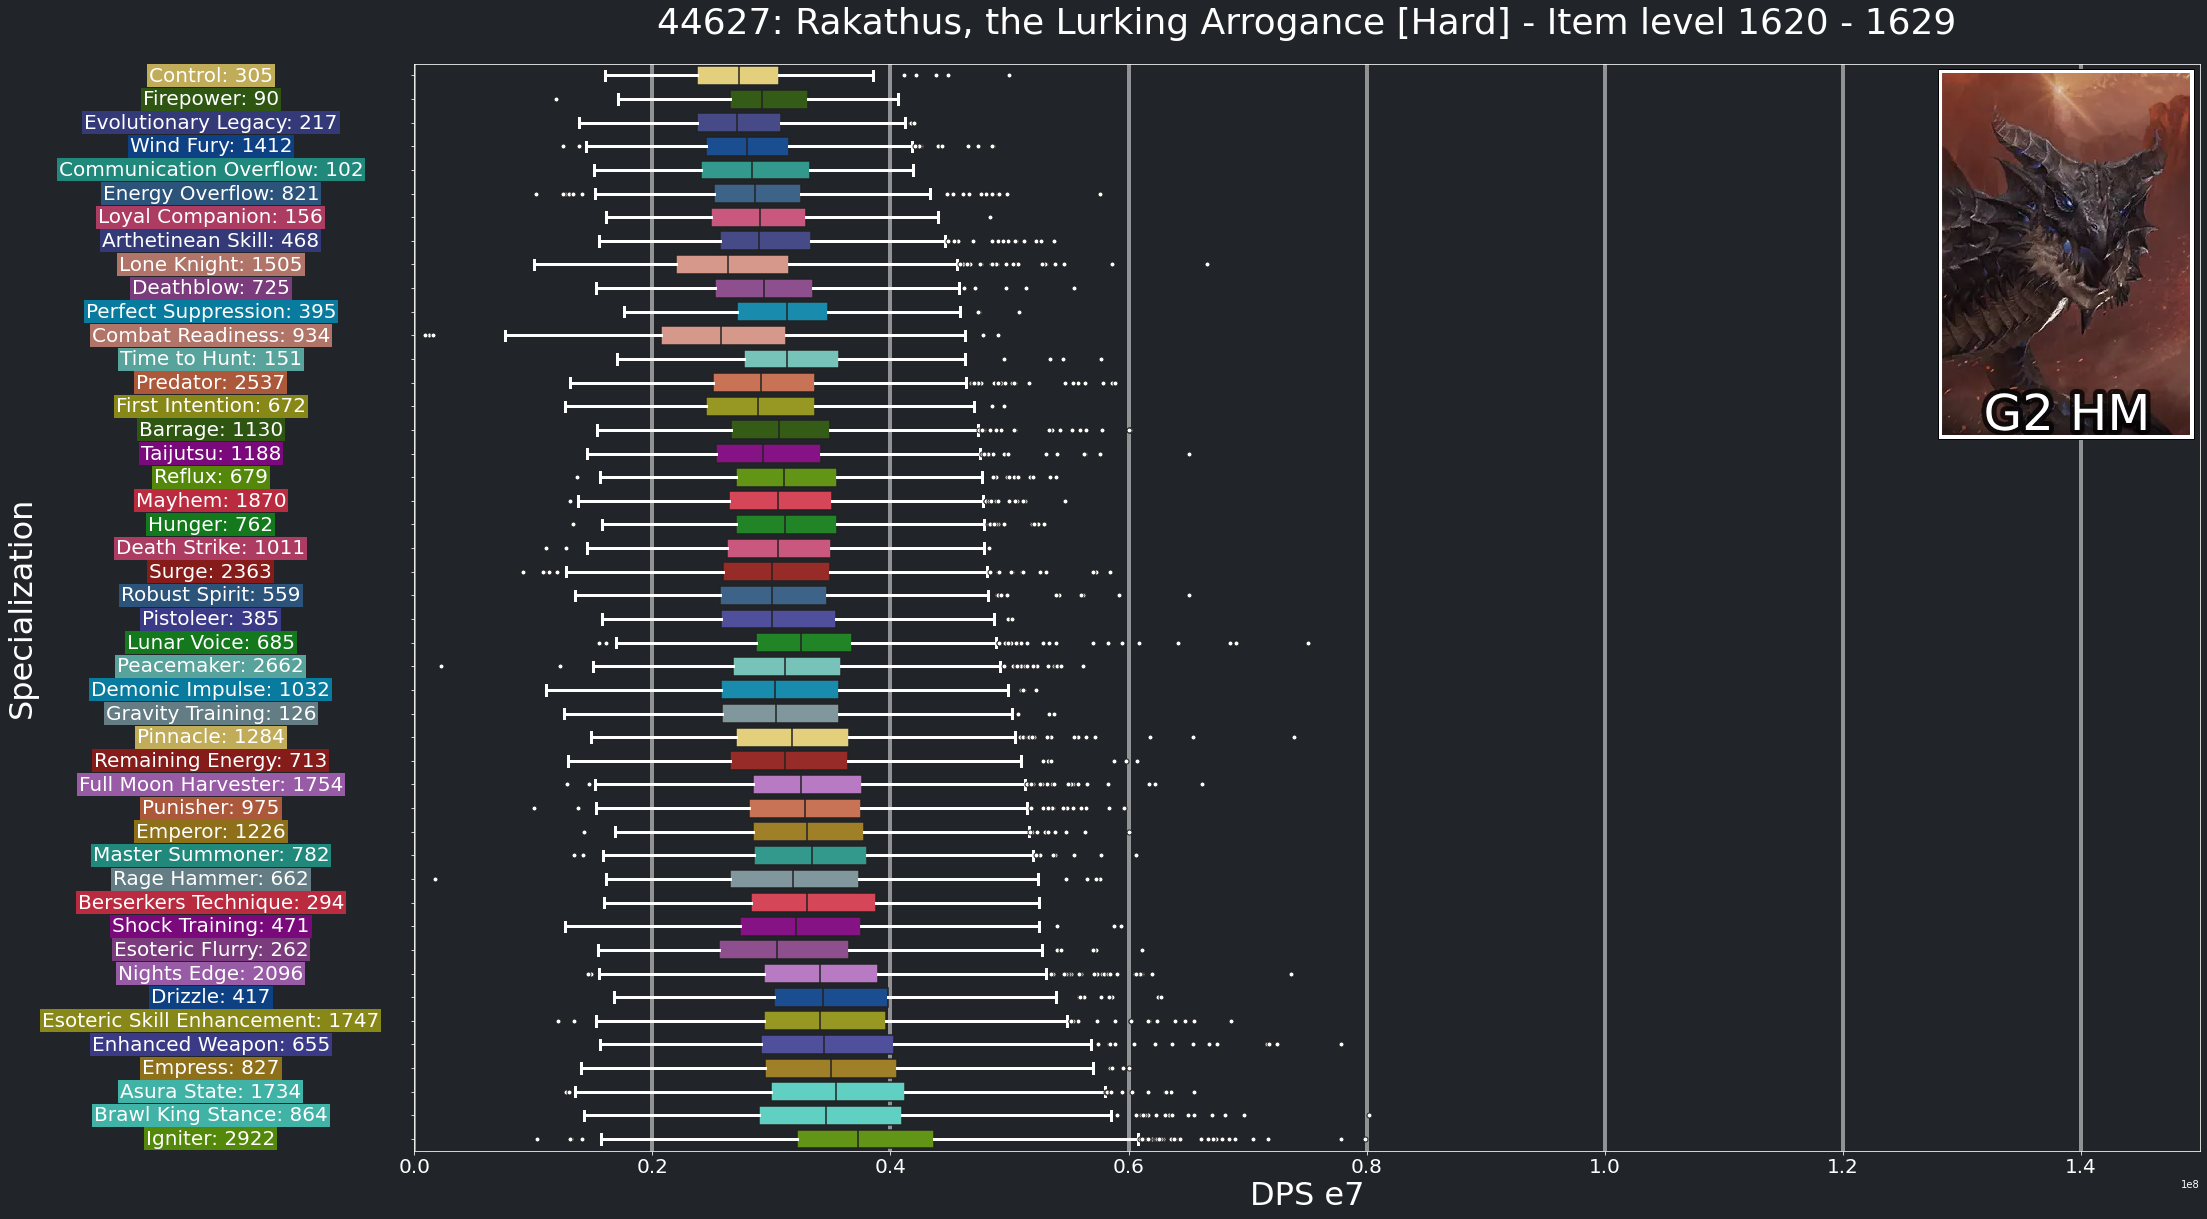 44627: Rakathus, the Lurking Arrogance [Hard] - Item level 1620 - 1629
Control: 305
Firepower: 90
Evolutionary Legacy: 217
Wind Fury: 1412
Communication Overflow: 102
Energy Overflow: 821
Loyal Companion: 156
Arthetinean Skill: 468
Lone Knight: 1505
Deathblow: 725
Perfect Suppression: 395
Combat Readiness: 934
Time to Hunt: 151
Predator: 2537
First Intention: 672
Barrage: 1130
Taijutsu: 1188
Reflux: 679
Mayhem: 1870
Hunger: 762
Death Strike: 1011
Surge: 2363
Robust Spirit: 559
Pistoleer: 385
Lunar Voice: 685
Peacemaker: 2662
Demonic Impulse: 1032
Gravity Training: 126
Pinnacle: 1284
Remaining Energy: 713
Full Moon Harvester: 1754
Punisher: 975
Emperor: 1226
Master Summoner: 782
Rage Hammer: 662
Berserkers Technique: 294
Shock Training: 471
Esoteric Flurry: 262
Nights Edge: 2096
Drizzle: 417
Esoteric Skill Enhancement: 1747
Enhanced Weapon: 655
Empress: 827
Asura State: 1734
Brawl King Stance: 864
Igniter: 2922
Specialization
G2 HM
0.0 0.2 0.4 0.6 0.8 1.0 1.2 1.4
1e8
DPS e7